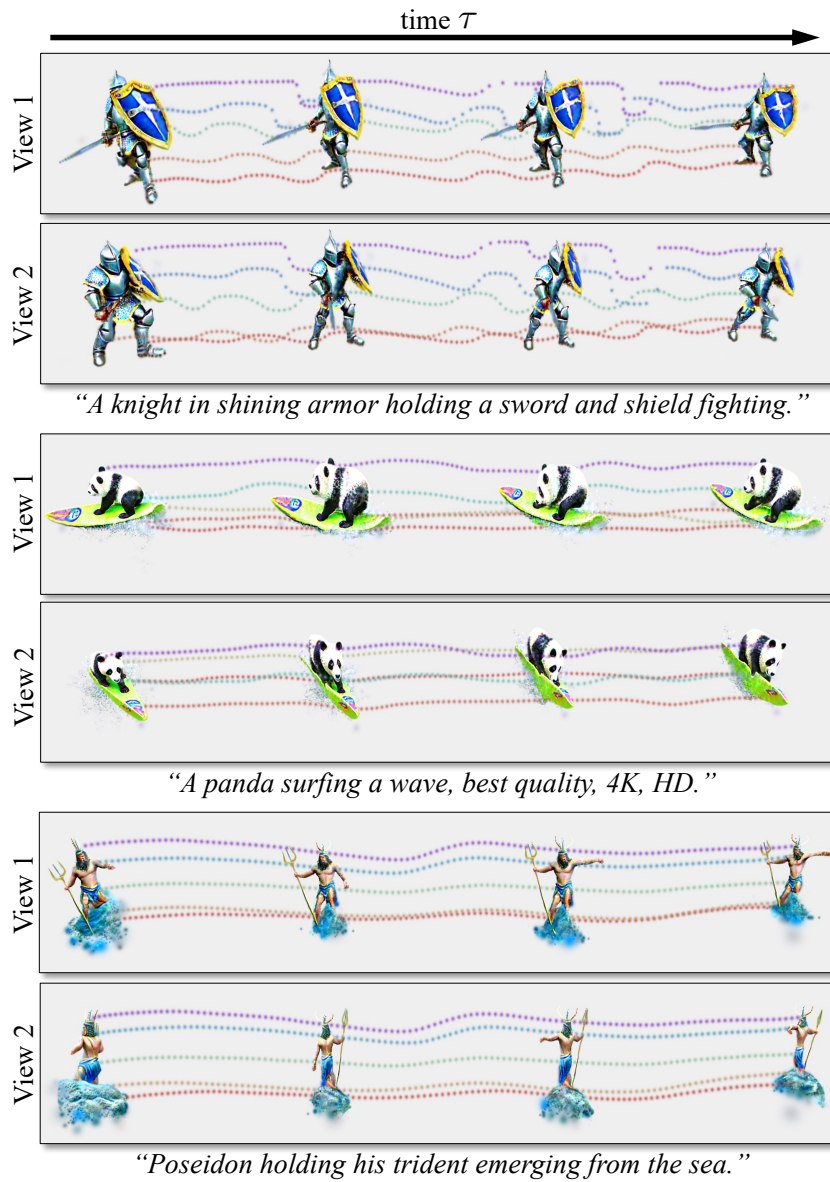 time τ
View 1
View 2
“A knight in shining armor holding a sword and shield fighting.”
View 1
View 2
“A panda surfing a wave, best quality, 4K, HD.”
View 1
View 2
“Poseidon holding his trident emerging from the sea.”